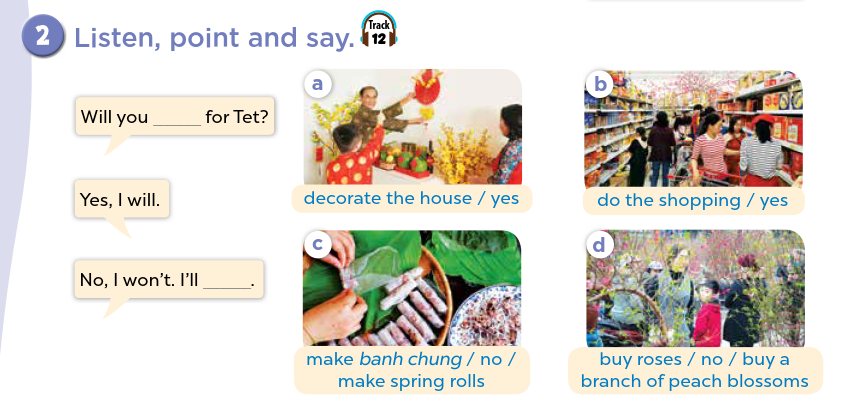 2 Listen, point and say. Track 12
Will you _____ for Tet?
Yes, I will.
No, I won't. I'll _____.
a
decorate the house / yes
b
do the shopping / yes
c
make banh chung / no /
make spring rolls
d
buy roses / no / buy a
branch of peach blossoms